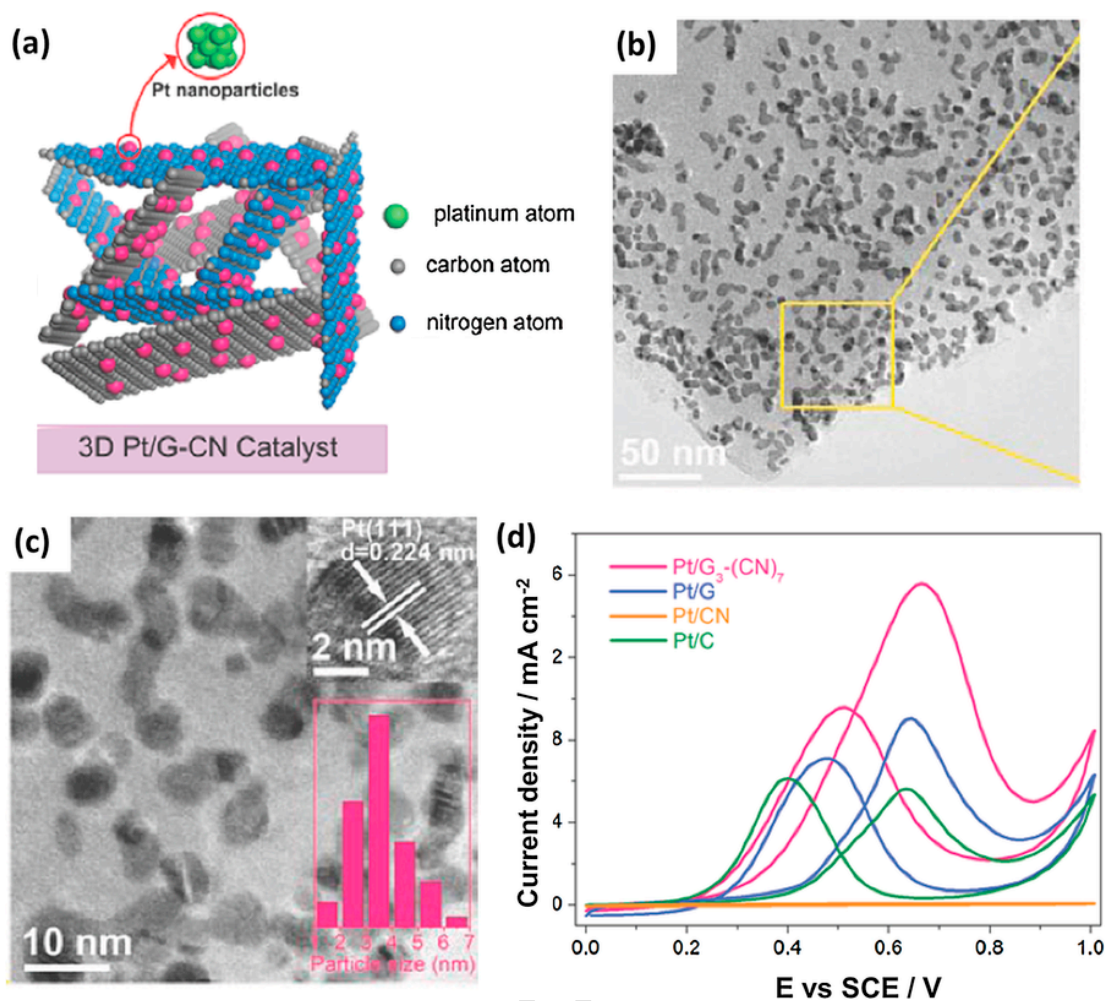 (a)
Pt nanoparticles
platinum atom
carbon atom
nitrogen atom
3D Pt/G-CN Catalyst
(b)
50 nm
(c)
Pt(111)
d=0.224 nm
2 nm
10 nm
1 2 3 4 5 6 7
Particle size (nm)
(d)
Pt/G3-(CN)7
Pt/G
Pt/CN
Pt/C
6
2
8
4
0
Current density / mA cm-2
0.0 0.2 0.4 0.6 0.8 1.0
E vs SCE / V